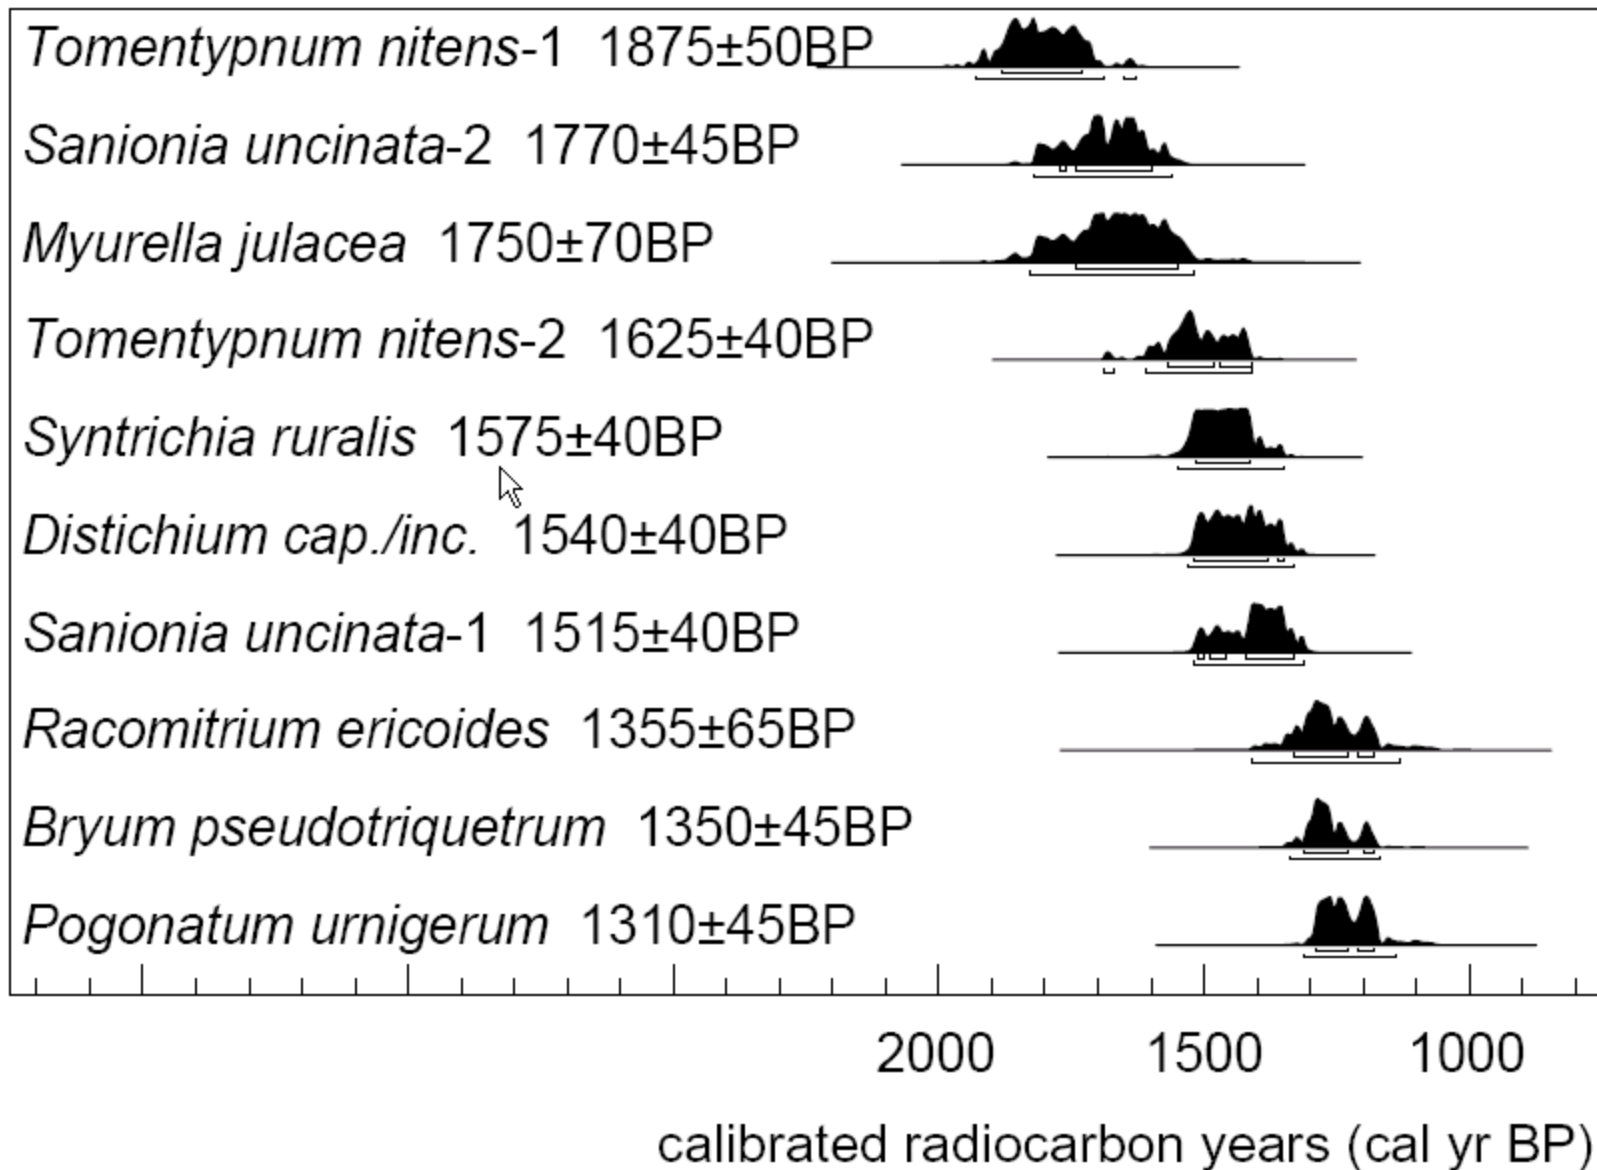 Tomentypnum nitens-1 1875±50BP
Sanionia uncinata-2 1770±45BP
Myurella julacea 1750±70BP
Tomentypnum nitens-2 1625±40BP
Syntrichia ruralis 1575±40BP
Distichium cap./inc. 1540±40BP
Sanionia uncinata-1 1515±40BP
Racomitrium ericoides 1355±65BP
Bryum pseudotriquetrum 1350±45BP
Pogonatum urnigerum 1310±45BP
2000 1500 1000
calibrated radiocarbon years (cal yr BP)